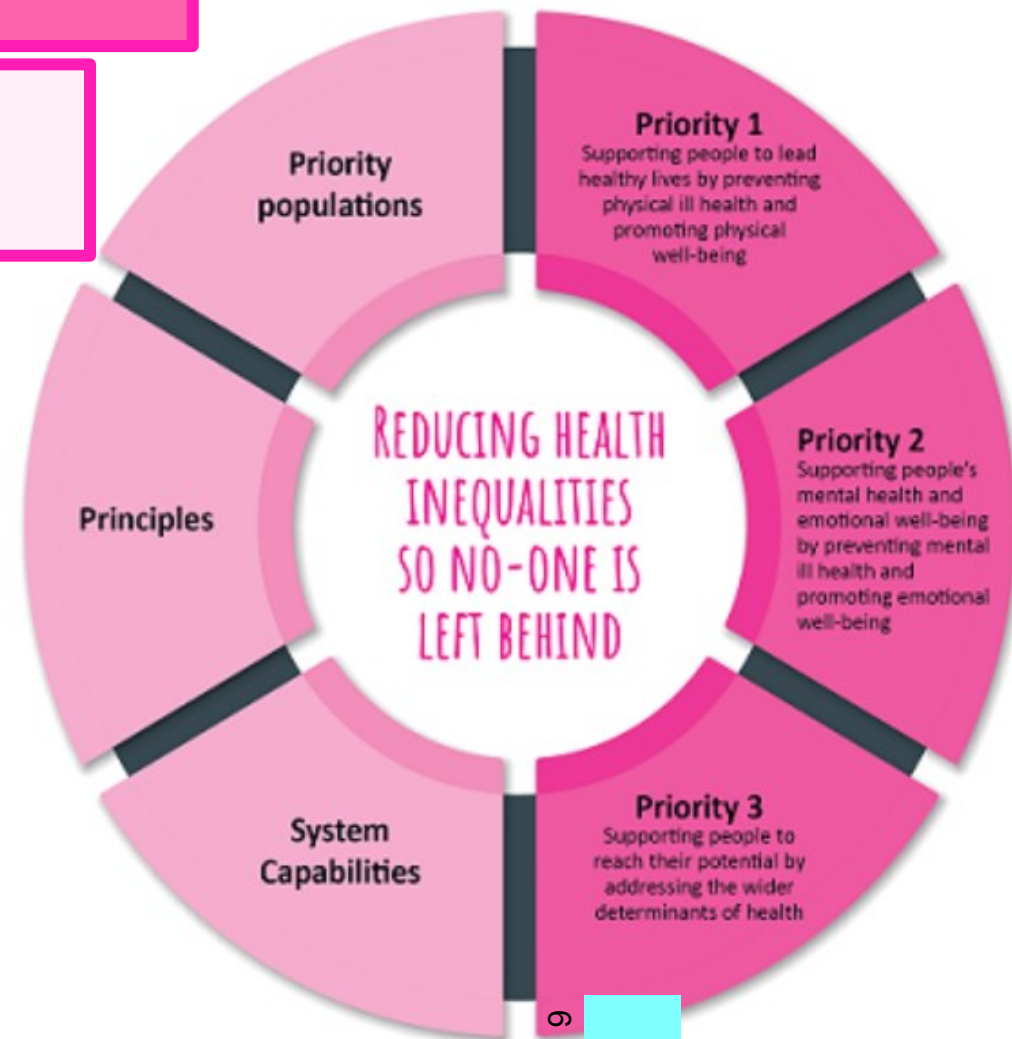 Priority
populations
Priority 1
Supporting people to lead
healthy lives by preventing
physical ill health and
promoting physical
well-being
Principles
REDUCING HEALTH
INEQUALITIES
SO NO-ONE IS
LEFT BEHIND
Priority 2
Supporting people's
mental health and
emotional well-being
by preventing mental
ill health and
promoting emotional
well-being
System
Capabilities
Priority 3
Supporting people to
reach their potential by
addressing the wider
determinants of health
9